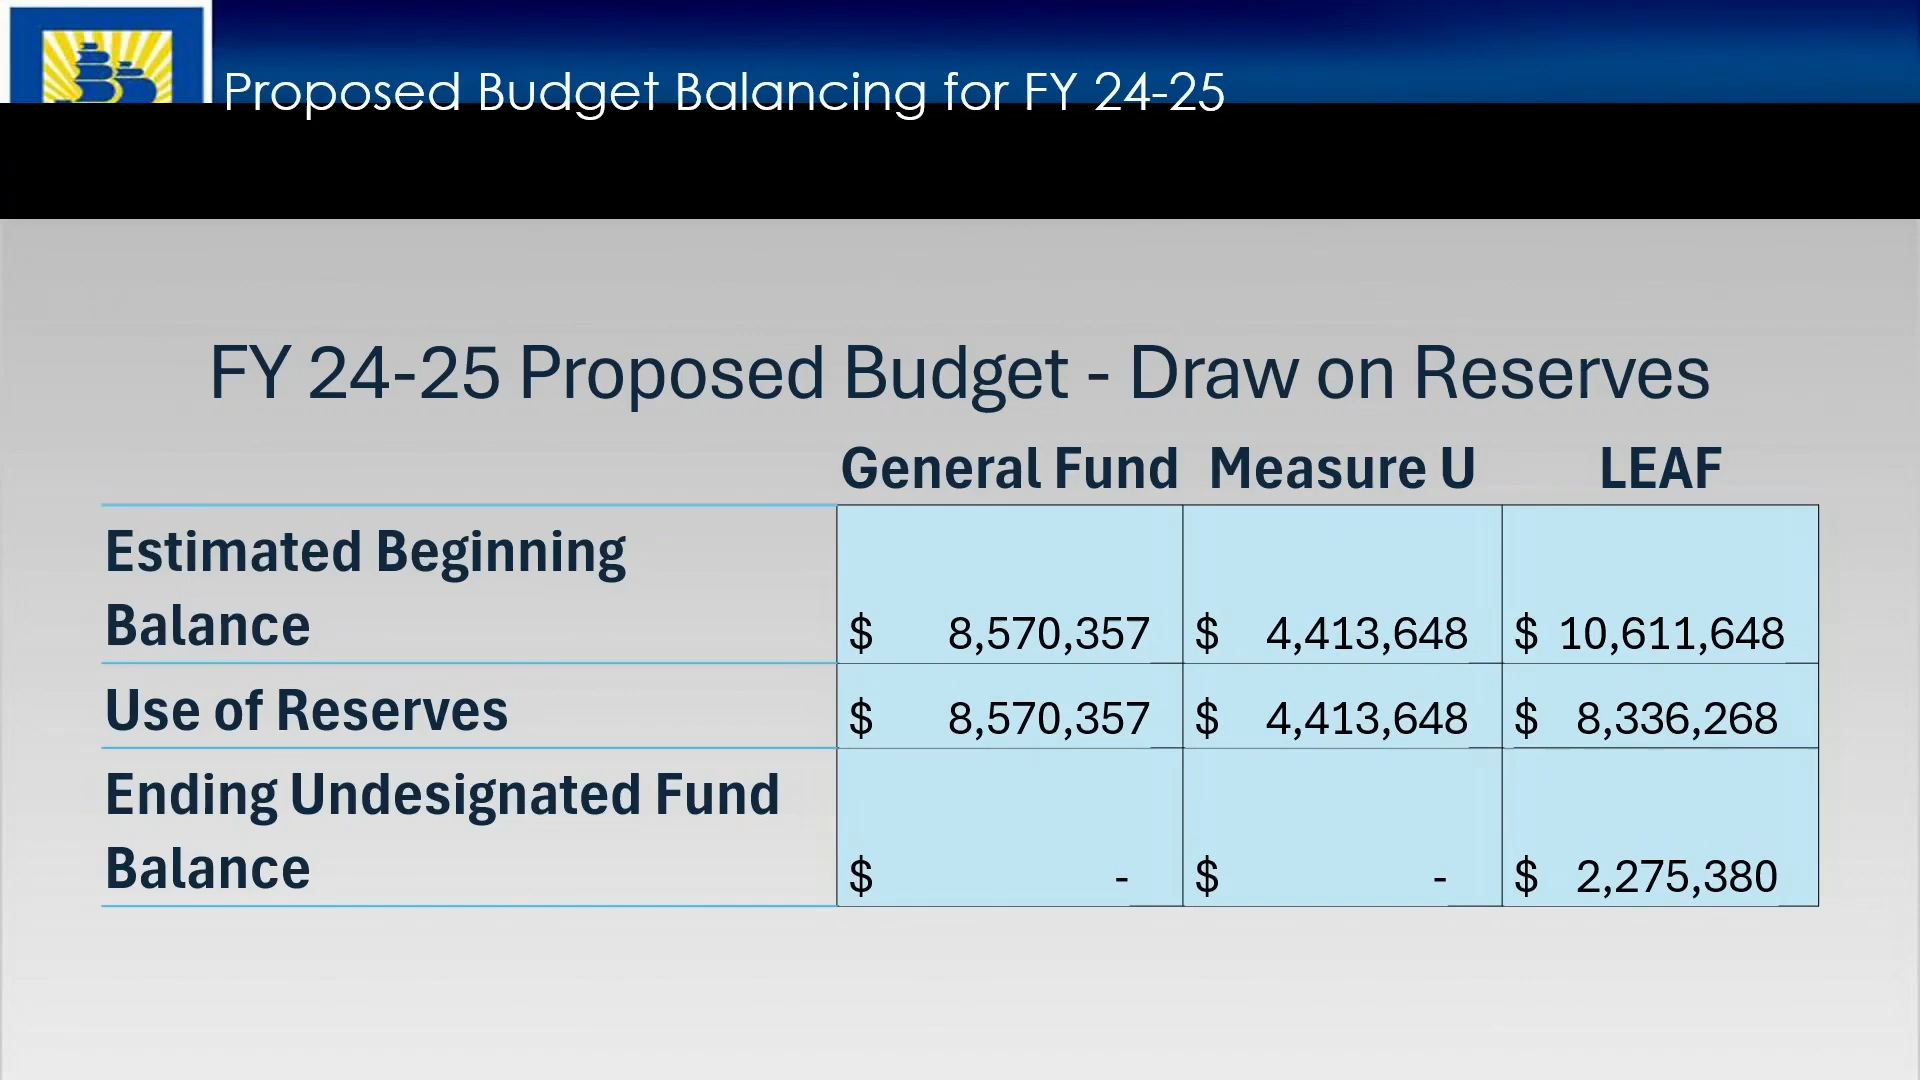 Proposed Budget Balancing for FY 24-25
FY 24-25 Proposed Budget - Draw on Reserves
General Fund Measure U LEAF
Estimated Beginning
Balance $ 8,570,357 $ 4,413,648 $ 10,611,648
Use of Reserves $ 8,570,357 $ 4,413,648 $ 8,336,268
Ending Undesignated Fund
Balance $ - $ - $ 2,275,380